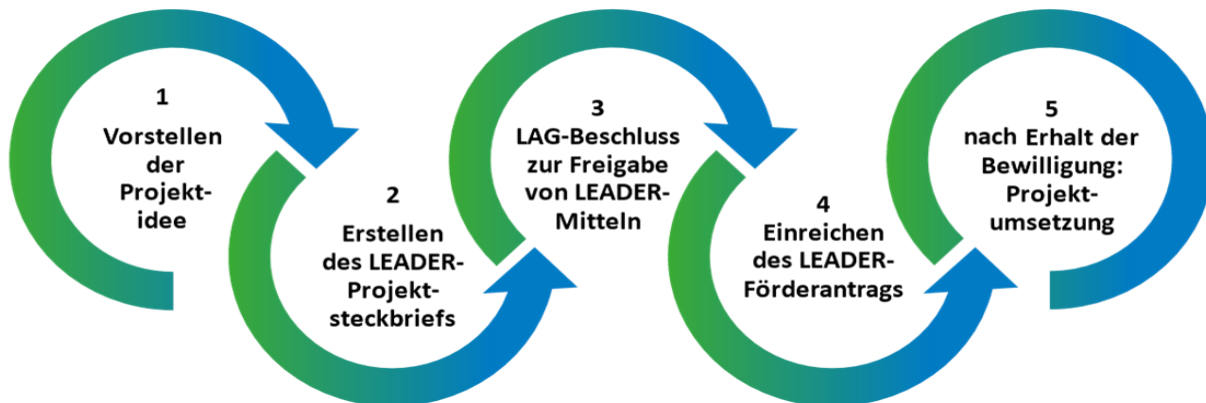 1
Vorstellen
der
Projekt-
idee
2
Erstellen
des LEADER-
Projekt-
steckbriefs
3
LAG-Beschluss
zur Freigabe
von LEADER-
Mitteln
4
Einreichen
des LEADER-
Förderantrags
5
nach Erhalt der
Bewilligung:
Projekt-
umsetzung